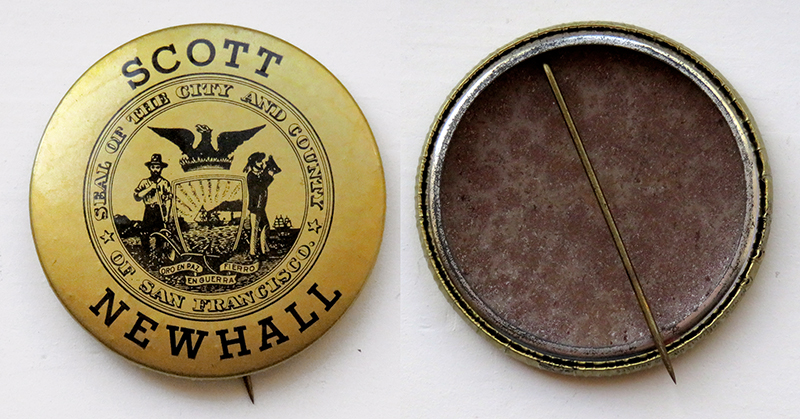 SCOTT
SEAL OF THE CITY AND COUNTY
OF SAN FRANCISCO.
ORO EN PAZ
FIERRO
EN GUERRA
NEWHALL